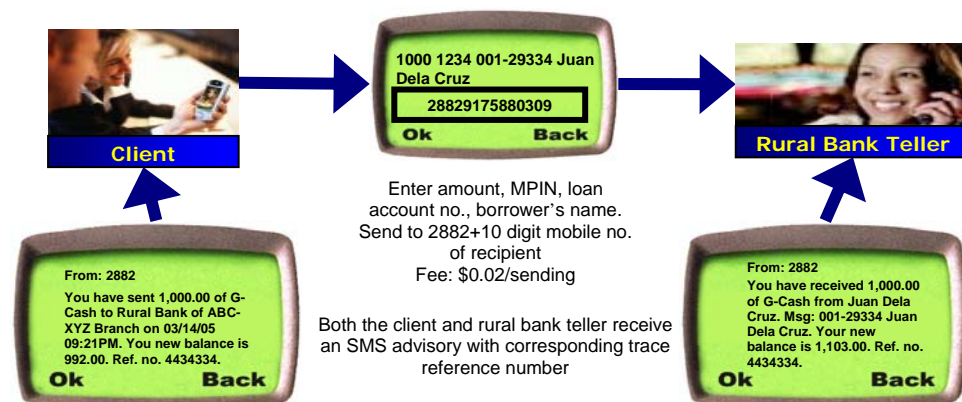 1000 1234 001-29334 Juan
Dela Cruz
28829175880309
Ok Back
Client
Rural Bank Teller
Enter amount, MPIN, loan
account no., borrower’s name.
Send to 2882+10 digit mobile no.
of recipient
Fee: $0.02/sending
From: 2882
You have sent 1,000.00 of G-
Cash to Rural Bank of ABC-
XYZ Branch on 03/14/05
09:21PM. You new balance is
992.00. Ref. no. 4434334.
Ok Back
Both the client and rural bank teller receive
an SMS advisory with corresponding trace
reference number
From: 2882
You have received 1,000.00
of G-Cash from Juan Dela
Cruz. Msg: 001-29334 Juan
Dela Cruz. Your new
balance is 1,103.00. Ref. no.
4434334.
Ok Back